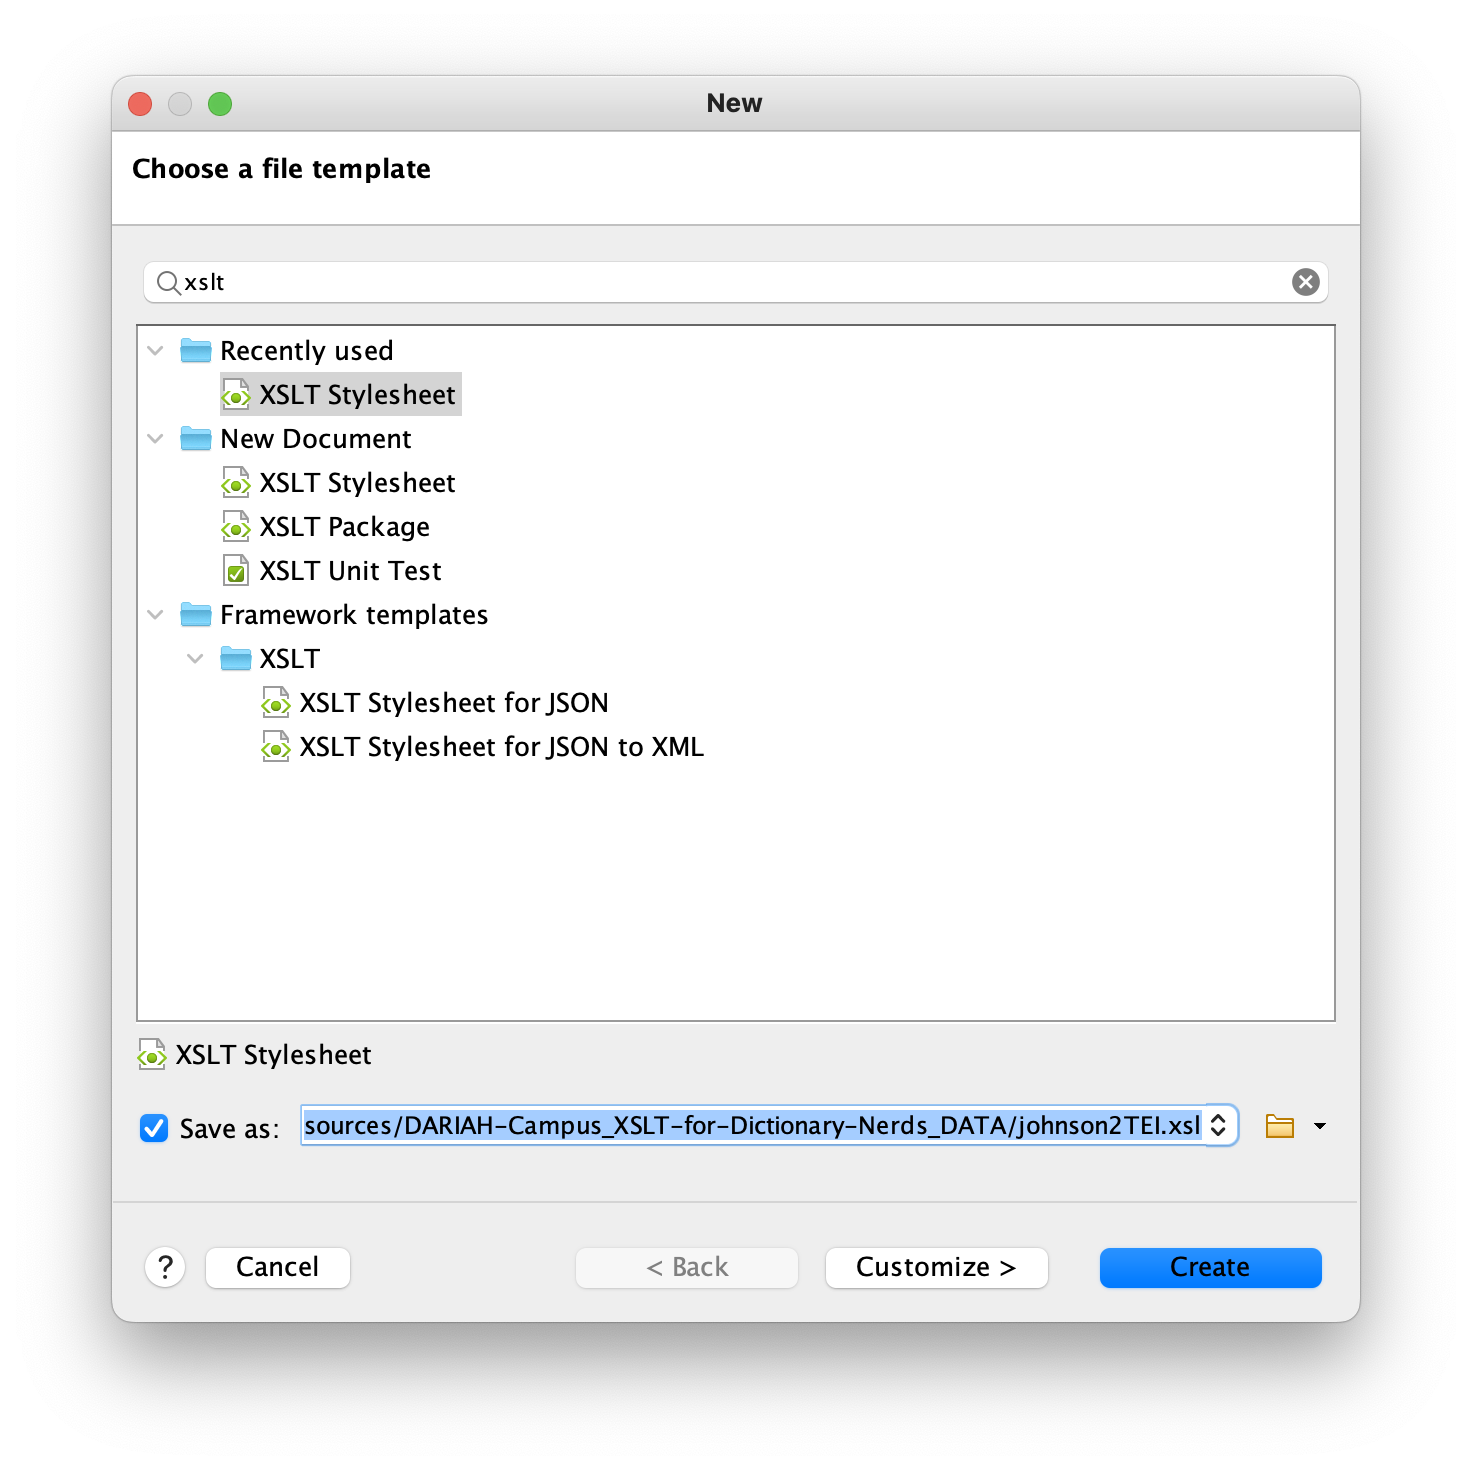 New
Choose a file template
xslt
Recently used
XSLT Stylesheet
New Document
XSLT Stylesheet
XSLT Package
XSLT Unit Test
Framework templates
XSLT
XSLT Stylesheet for JSON
XSLT Stylesheet for JSON to XML
XSLT Stylesheet
Save as: sources/DARIAH-Campus_XSLT-for-Dictionary-Nerds_DATA/johnson2TEI.xsl
? Cancel < Back Customize > Create